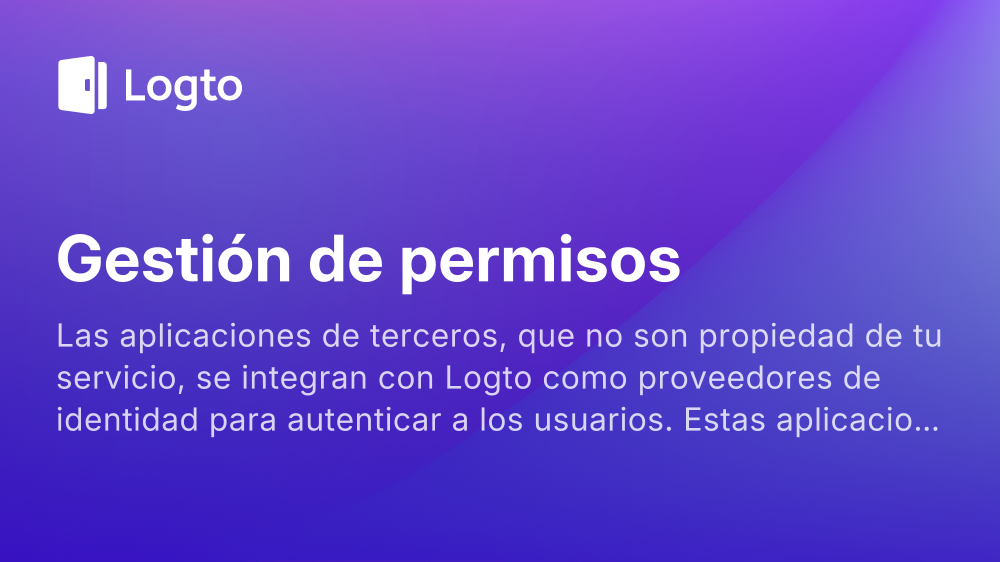 Logto
Gestión de permisos
Las aplicaciones de terceros, que no son propiedad de tu
servicio, se integran con Logto como proveedores de
identidad para autenticar a los usuarios. Estas aplicacio...